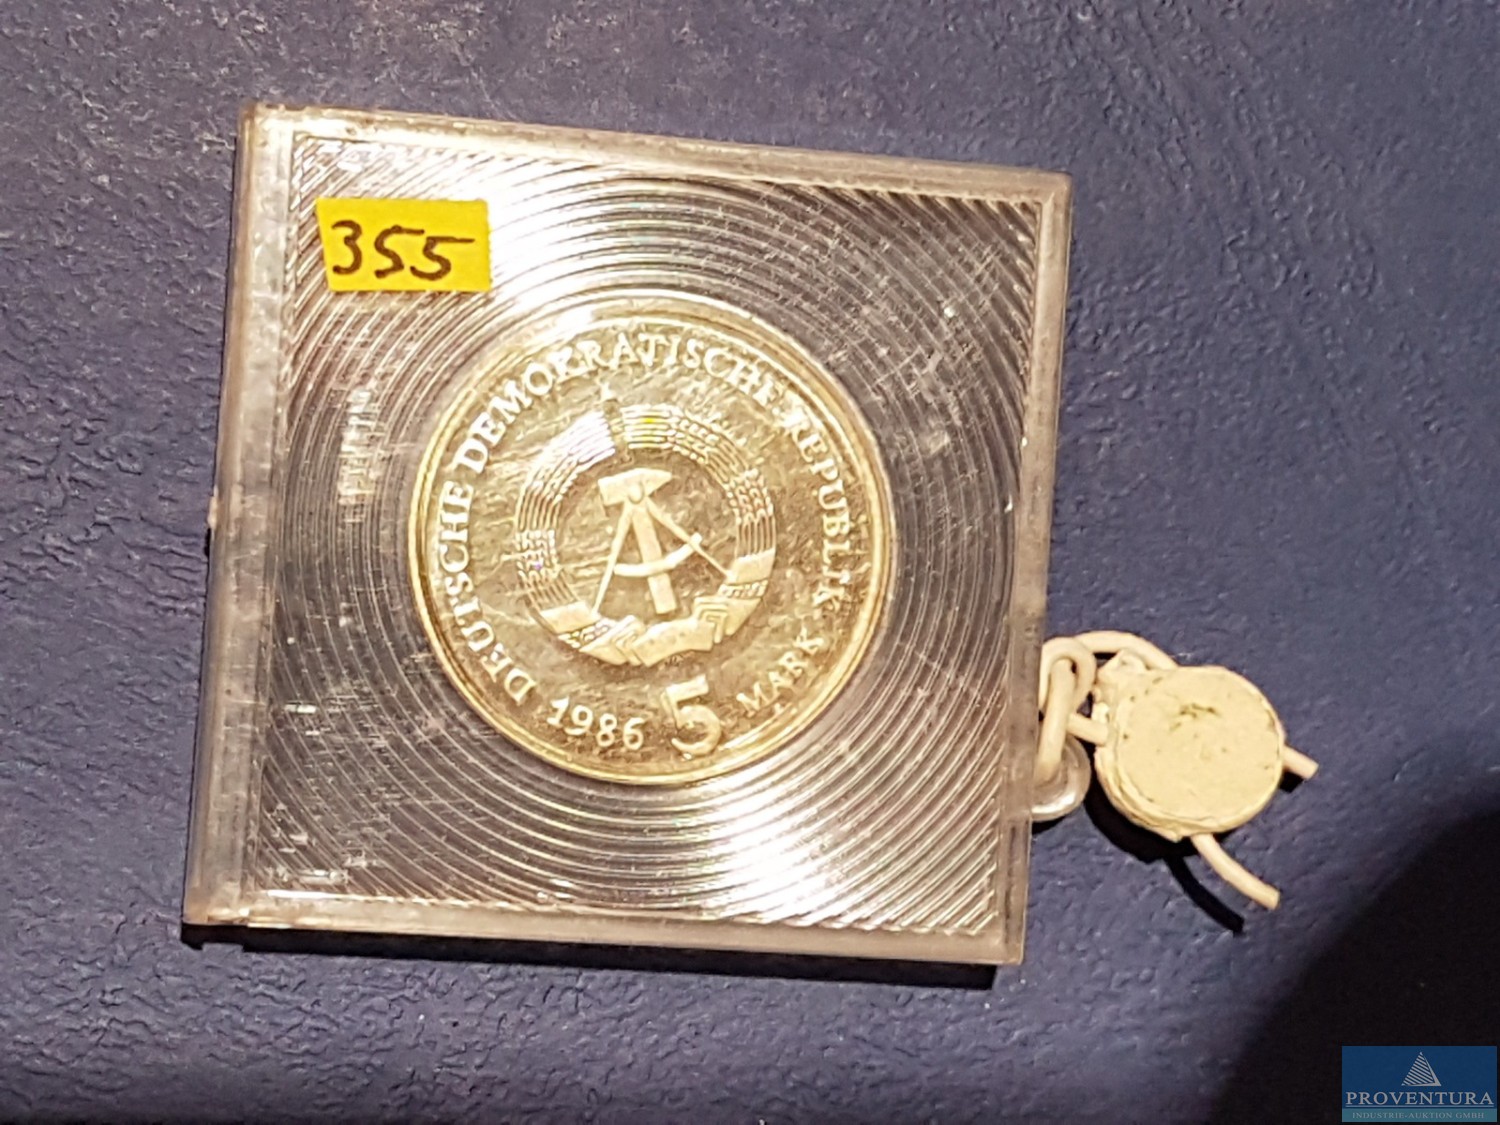 355
DEUTSCHE DEMOKRATISCHE REPUBLIK
1986 5 MARK
PROVENTURA
INDUSTRIE-AUKTION GMBH